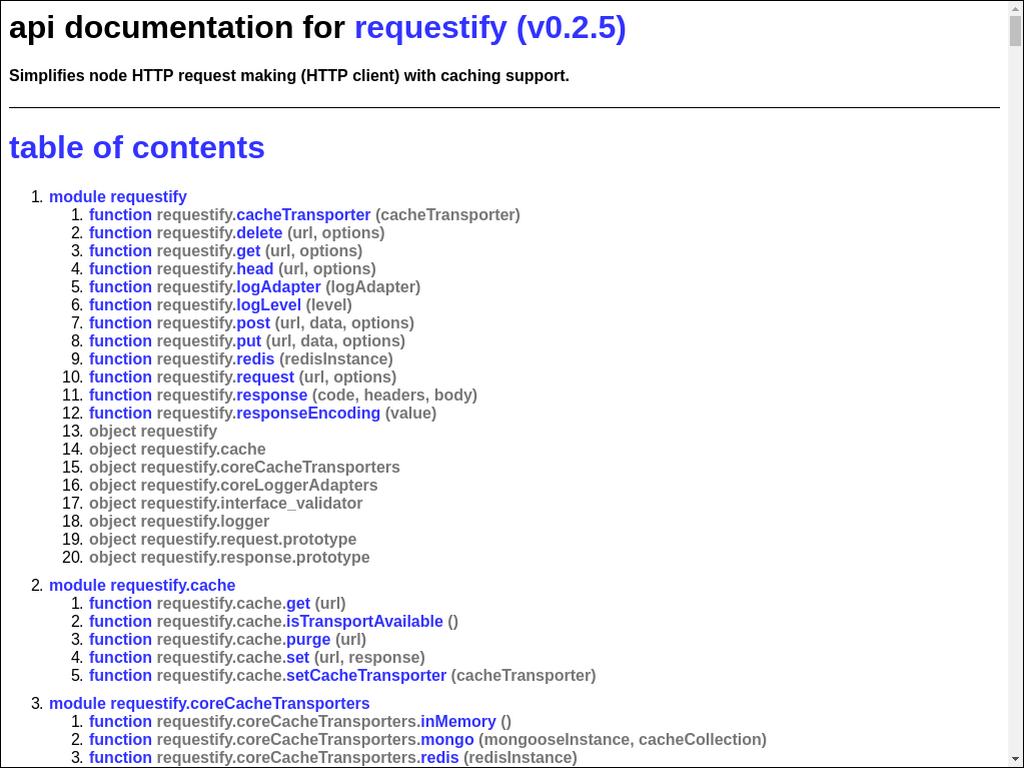 api documentation for requestify (v0.2.5)
Simplifies node HTTP request making (HTTP client) with caching support.
table of contents
1. module requestify
1. function requestify.cacheTransporter (cacheTransporter)
2. function requestify.delete (url, options)
3. function requestify.get (url, options)
4. function requestify.head (url, options)
5. function requestify.logAdapter (logAdapter)
6. function requestify.logLevel (level)
7. function requestify.post (url, data, options)
8. function requestify.put (url, data, options)
9. function requestify.redis (redisInstance)
10. function requestify.request (url, options)
11. function requestify.response (code, headers, body)
12. function requestify.responseEncoding (value)
13. object requestify
14. object requestify.cache
15. object requestify.coreCacheTransporters
16. object requestify.coreLoggerAdapters
17. object requestify.interface_validator
18. object requestify.logger
19. object requestify.request.prototype
20. object requestify.response.prototype
2. module requestify.cache
1. function requestify.cache.get (url)
2. function requestify.cache.isTransportAvailable ()
3. function requestify.cache.purge (url)
4. function requestify.cache.set (url, response)
5. function requestify.cache.setCacheTransporter (cacheTransporter)
3. module requestify.coreCacheTransporters
1. function requestify.coreCacheTransporters.inMemory ()
2. function requestify.coreCacheTransporters.mongo (mongooseInstance, cacheCollection)
3. function requestify.coreCacheTransporters.redis (redisInstance)